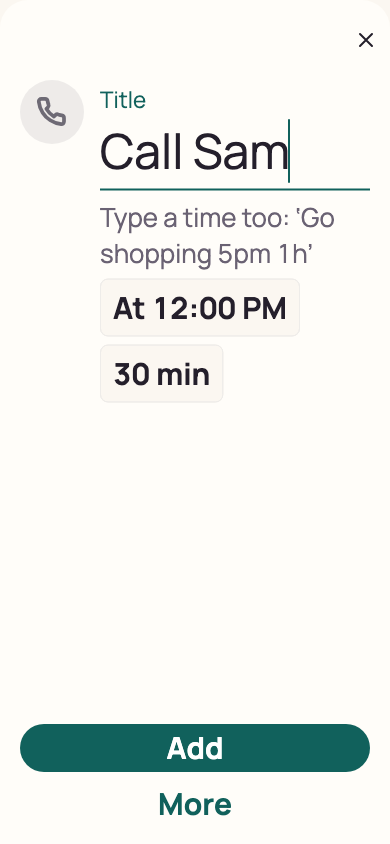 Title
Call Sam
Type a time too: ‘Go
shopping 5pm 1h’
At 12:00 PM
30 min
Add
More